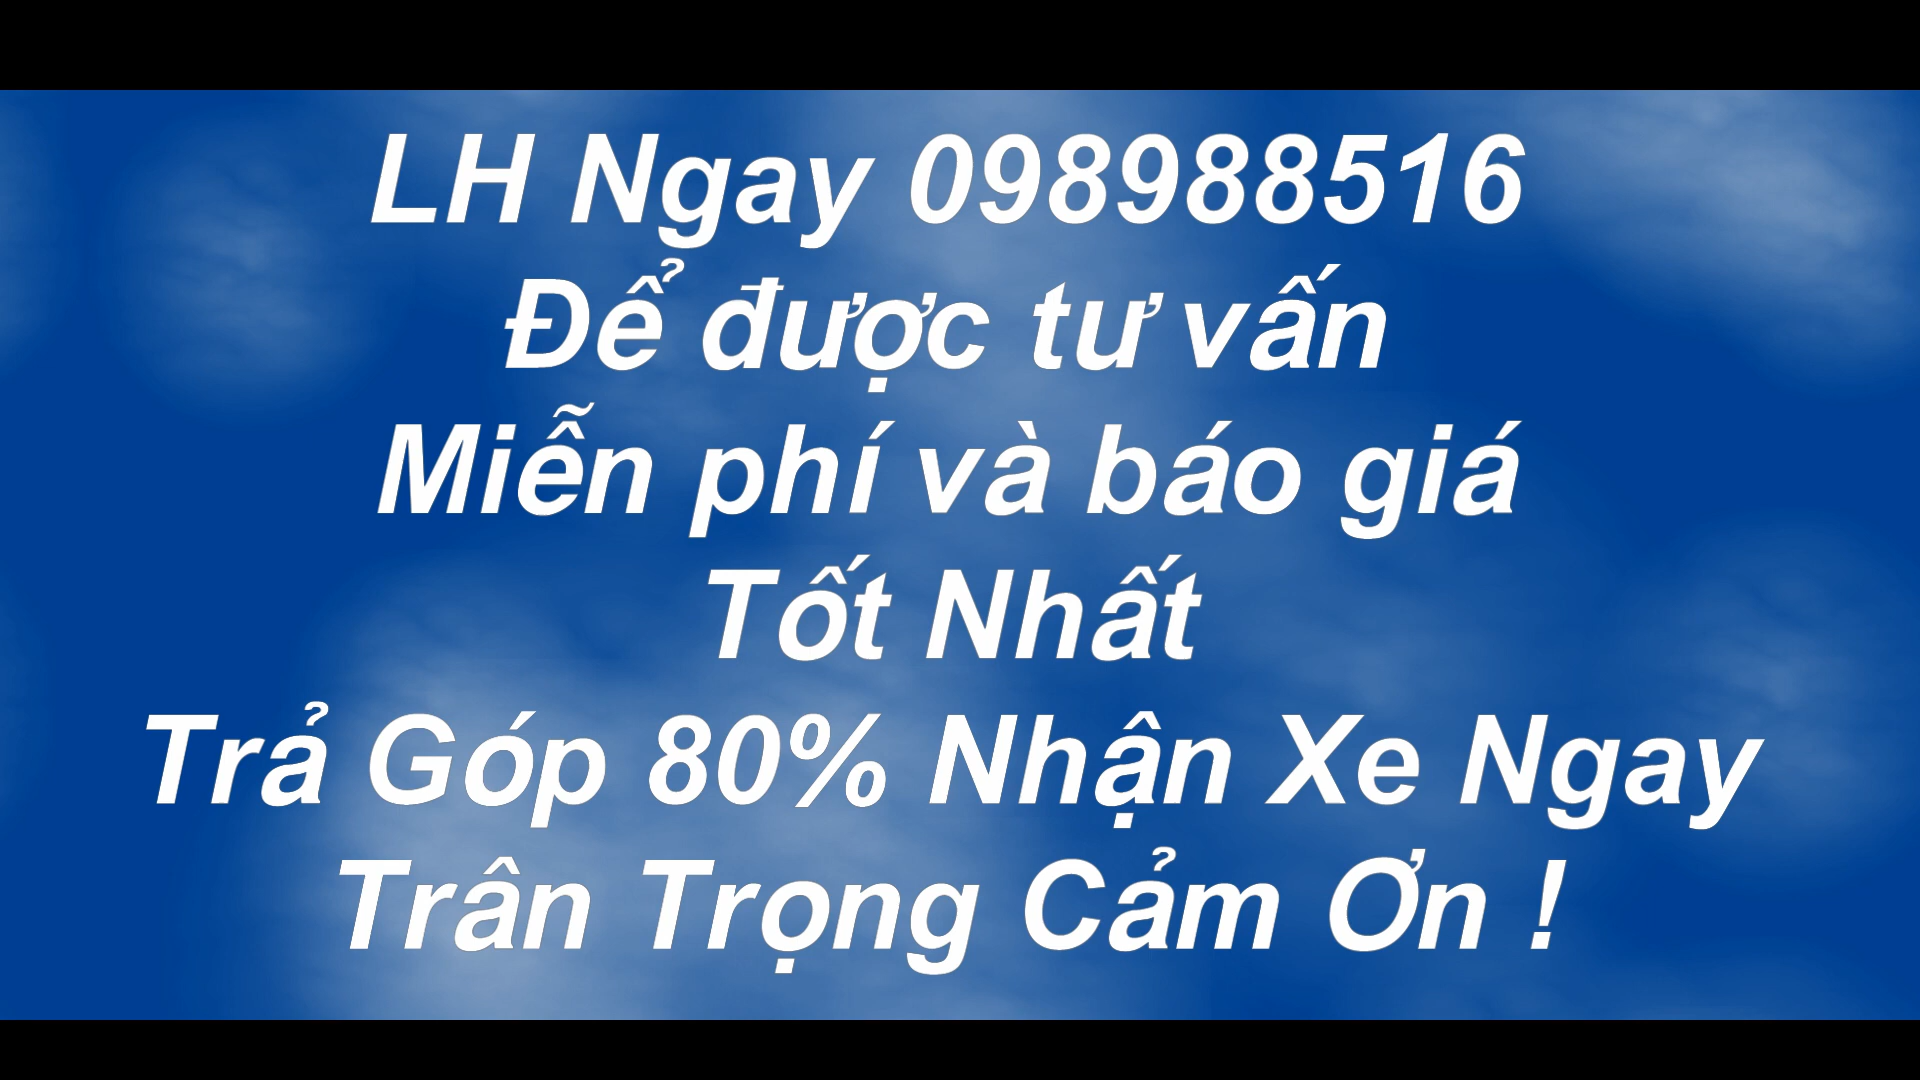 LH Ngay 098988516
Để được tư vấn
Miễn phí và báo giá
Tốt Nhất
Trả Góp 80% Nhận Xe Ngay
Trân Trọng Cảm Ơn !